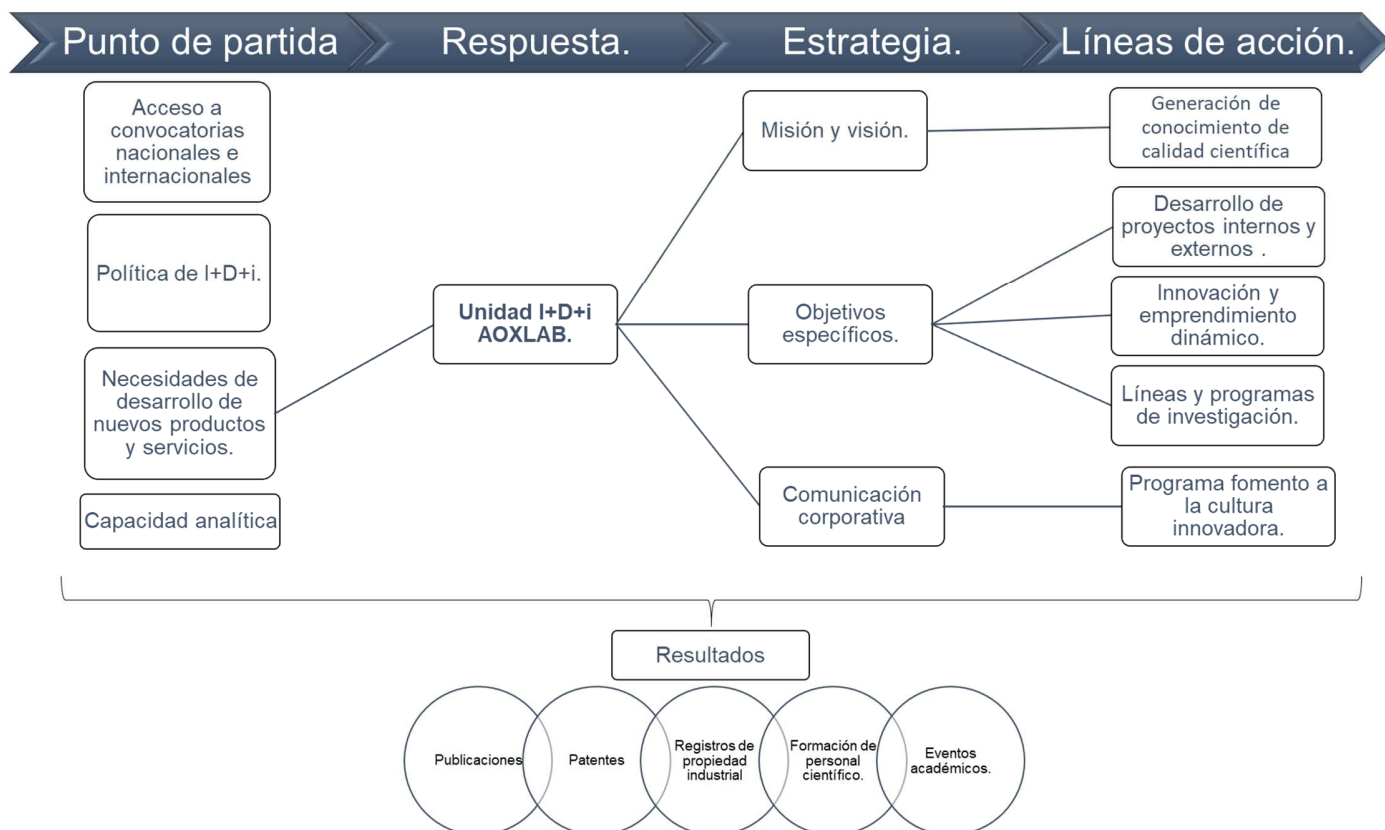 Punto de partida
Respuesta.
Estrategia.
Líneas de acción.
Acceso a
convocatorias
nacionales e
internacionales
Política de I+D+i.
Necesidades de
desarrollo de
nuevos productos
y servicios.
Capacidad analítica
Unidad I+D+i
AOXLAB.
Misión y visión.
Objetivos
específicos.
Comunicación
corporativa
Generación de
conocimiento de
calidad científica
Desarrollo de
proyectos internos y
externos .
Innovación y
emprendimiento
dinámico.
Líneas y programas
de investigación.
Programa fomento a
la cultura
innovadora.
Resultados
Publicaciones
Patentes
Registros de
propiedad
industrial
Formación de
personal
científico.
Eventos
académicos.